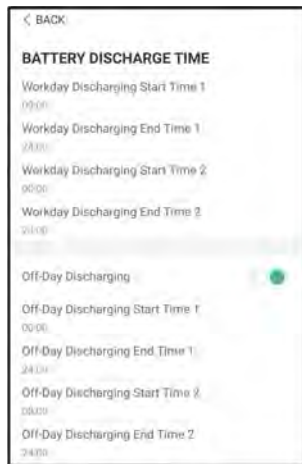 < BACK
BATTERY DISCHARGE TIME
Workday Discharging Start Time 1
00:00
Workday Discharging End Time 1
24:00
Workday Discharging Start Time 2
00:00
Workday Discharging End Time 2
24:00
Off-Day Discharging
Off-Day Discharging Start Time 1
00:00
Off-Day Discharging End Time 1
24:00
Off-Day Discharging Start Time 2
00:00
Off-Day Discharging End Time 2
24:00